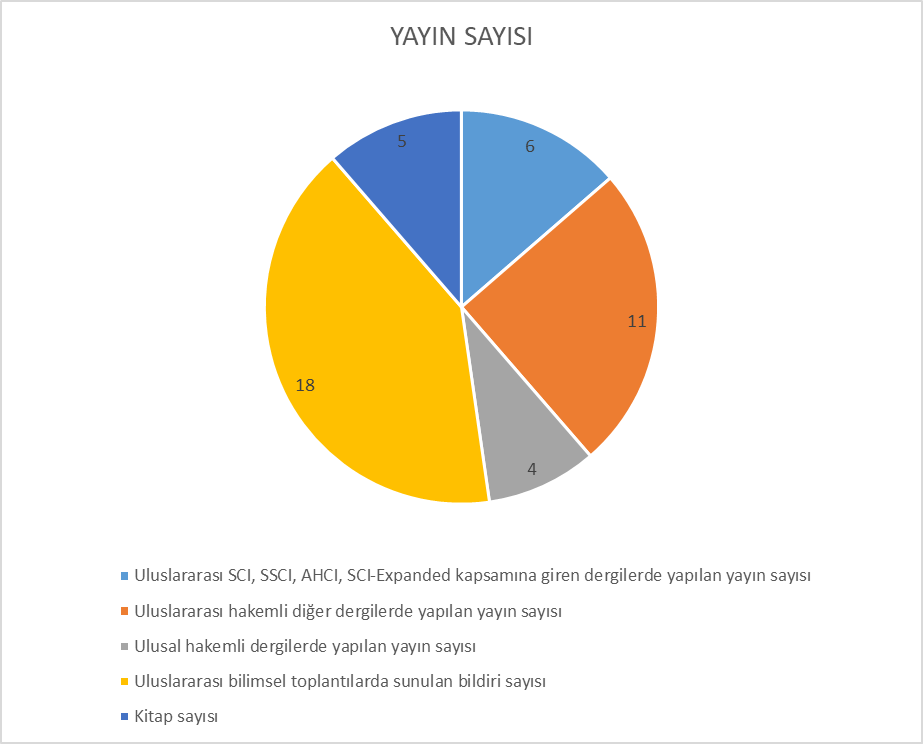 YAYIN SAYISI
5
6
11
18
4
Uluslararası SCI, SSCI, AHCI, SCI-Expanded kapsamına giren dergilerde yapılan yayın sayısı
Uluslararası hakemli diğer dergilerde yapılan yayın sayısı
Ulusal hakemli dergilerde yapılan yayın sayısı
Uluslararası bilimsel toplantılarda sunulan bildiri sayısı
Kitap sayısı